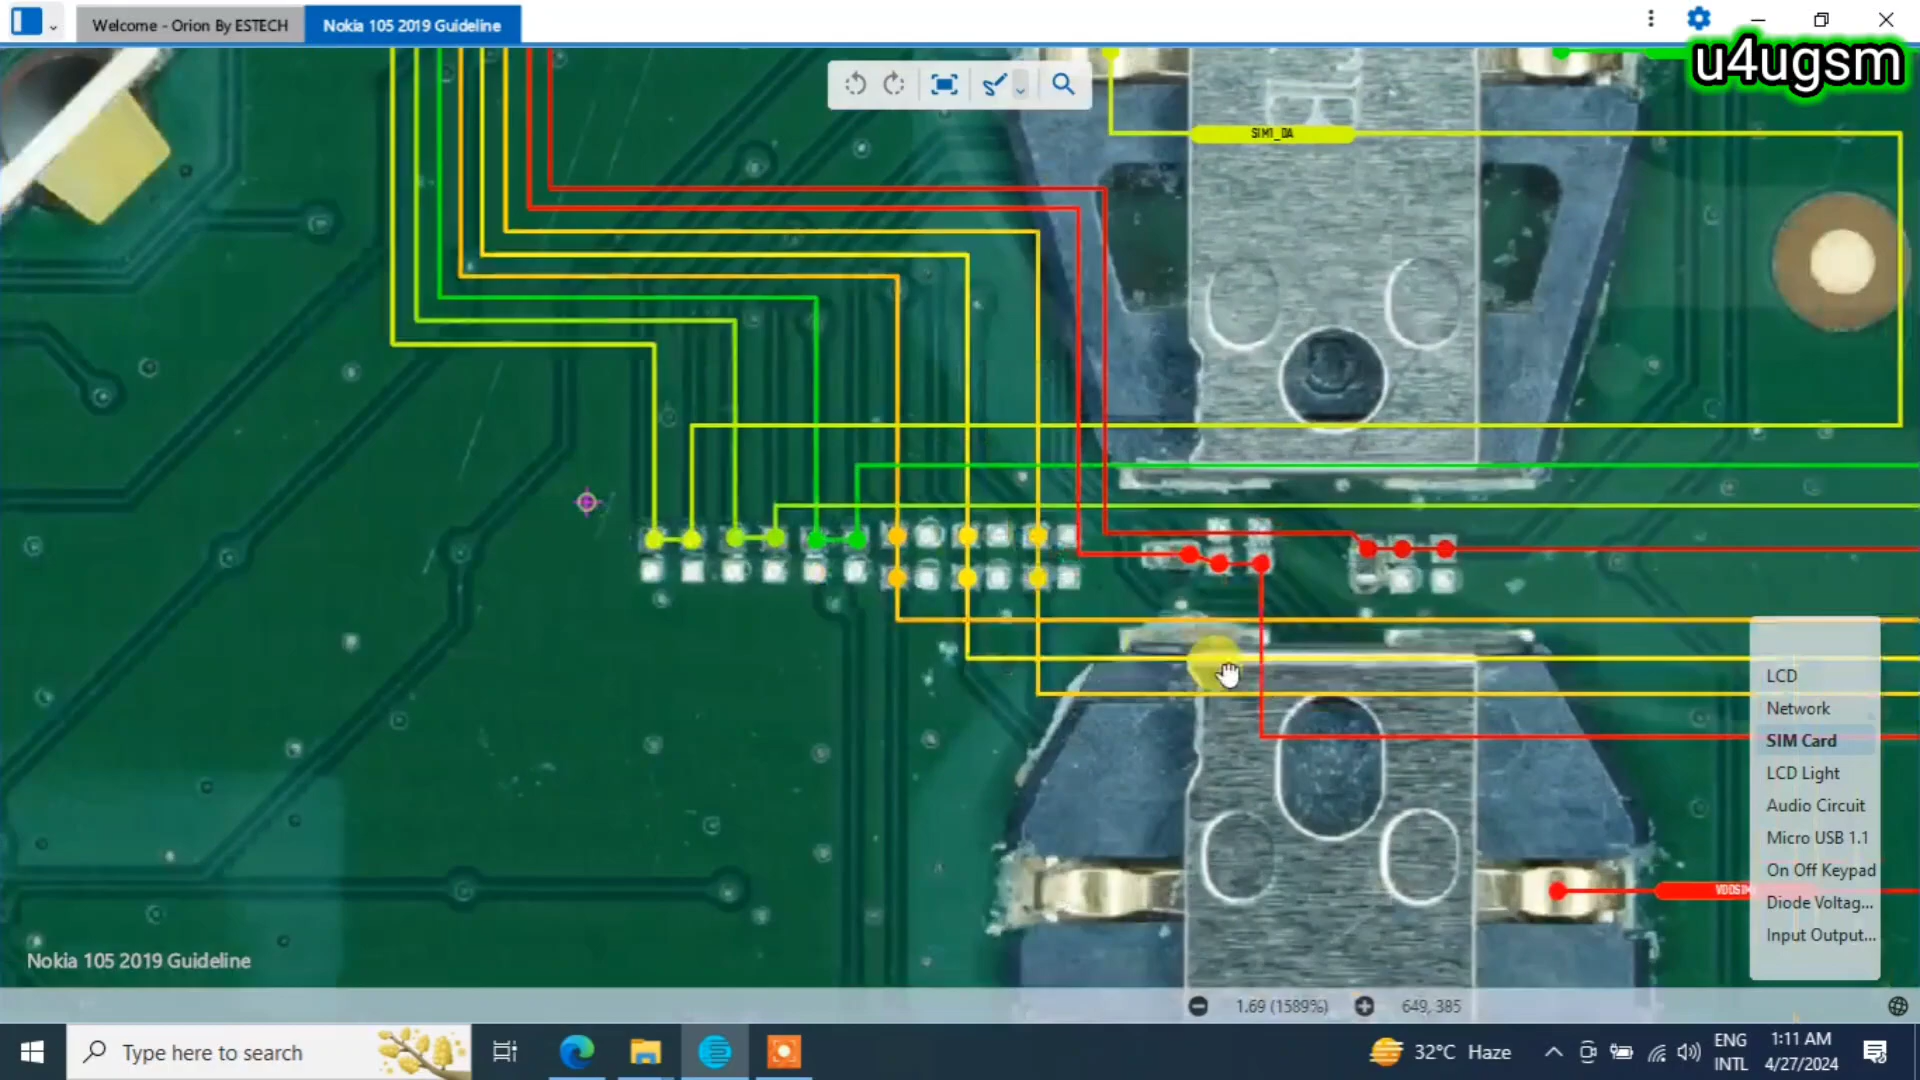 Welcome - Orion By ESTECH
Nokia 105 2019 Guideline
u4ugsm
SIM1_DA
LCD
Network
SIM Card
LCD Light
Audio Circuit
Micro USB 1.1
On Off Keypad
Diode Voltag...
Input Output...
Nokia 105 2019 Guideline
1.69 (1589%)
649, 385
Type here to search
32°C Haze
ENG
INTL
1:11 AM
4/27/2024